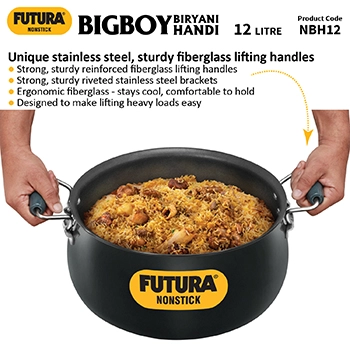 FUTURA®
NONSTICK
BIGBOY BIRYANI HANDI 12 LITRE
Product Code
NBH12
Unique stainless steel, sturdy fiberglass lifting handles
• Strong, sturdy reinforced fiberglass lifting handles
• Strong, sturdy riveted stainless steel brackets
• Ergonomic fiberglass - stays cool, comfortable to hold
• Designed to make lifting heavy loads easy
FUTURA®
NONSTICK